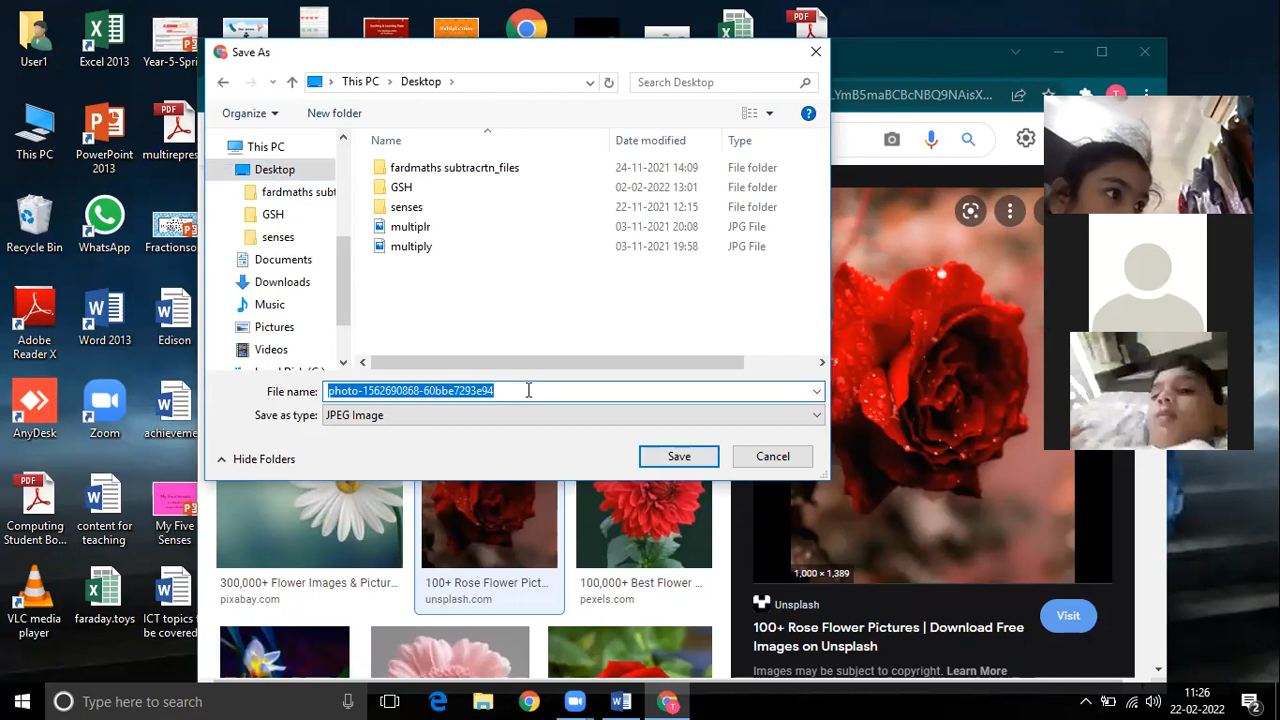 User1
Excel 2013
Year-5-Spri
This PC
PowerPoint 2013
multirepres
Recycle Bin
WhatsApp
Fractionson
Adobe Reader X
Word 2013
Edison
AnyDesk
Zoom
achieveme
Computing Student Bo...
content for teaching
My Five Senses
VLC media player
faraday.toys
ICT topics to be covered
Save As
This PC
Desktop
Search Desktop
Organize
New folder
This PC
Desktop
fardmaths subt
GSH
senses
Documents
Downloads
Music
Pictures
Videos
Name
Date modified
Type
fardmaths subtracrtn_files 24-11-2021 14:09 File folder
GSH 02-02-2022 13:01 File folder
senses 22-11-2021 12:15 File folder
multiplr 03-11-2021 20:08 JPG File
multiply 03-11-2021 19:58 JPG File
File name: photo-1562690868-60bbe7293e94
Save as type: JPEG Image
Hide Folders
Save
Cancel
LYmB5maBCBcNBQ9NAisX...
T
300,000+ Flower Images & Pictur...
pixabay.com
100+ Rose Flower Pict...
unsplash.com
100,000+ Best Flower ...
pexels.com
1,000 × 1,389
Unsplash
Visit
100+ Rose Flower Pictures | Download Free
Images on Unsplash
Images may be subject to copyright. Learn More
Type here to search
11:26
22-02-2022
2